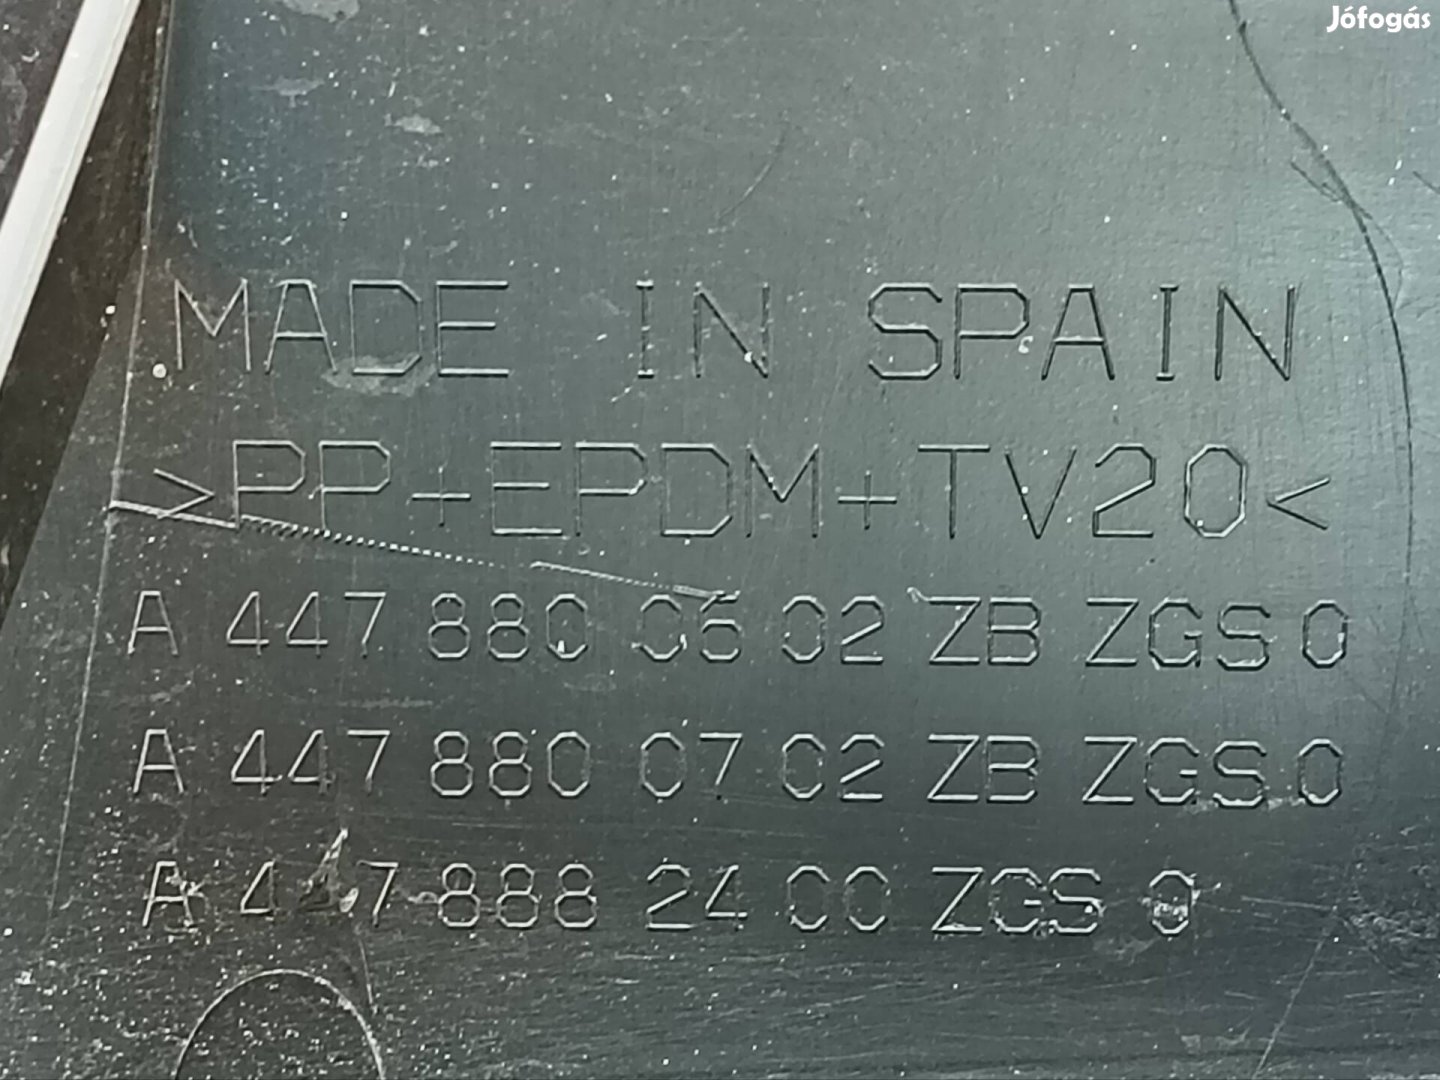 Jófogás
MADE IN SPAIN
>PP+EPDM+TV20<
A 447 880 06 02 ZB ZGS 0
A 447 880 07 02 ZB ZGS 0
A 447 888 24 00 ZGS 0